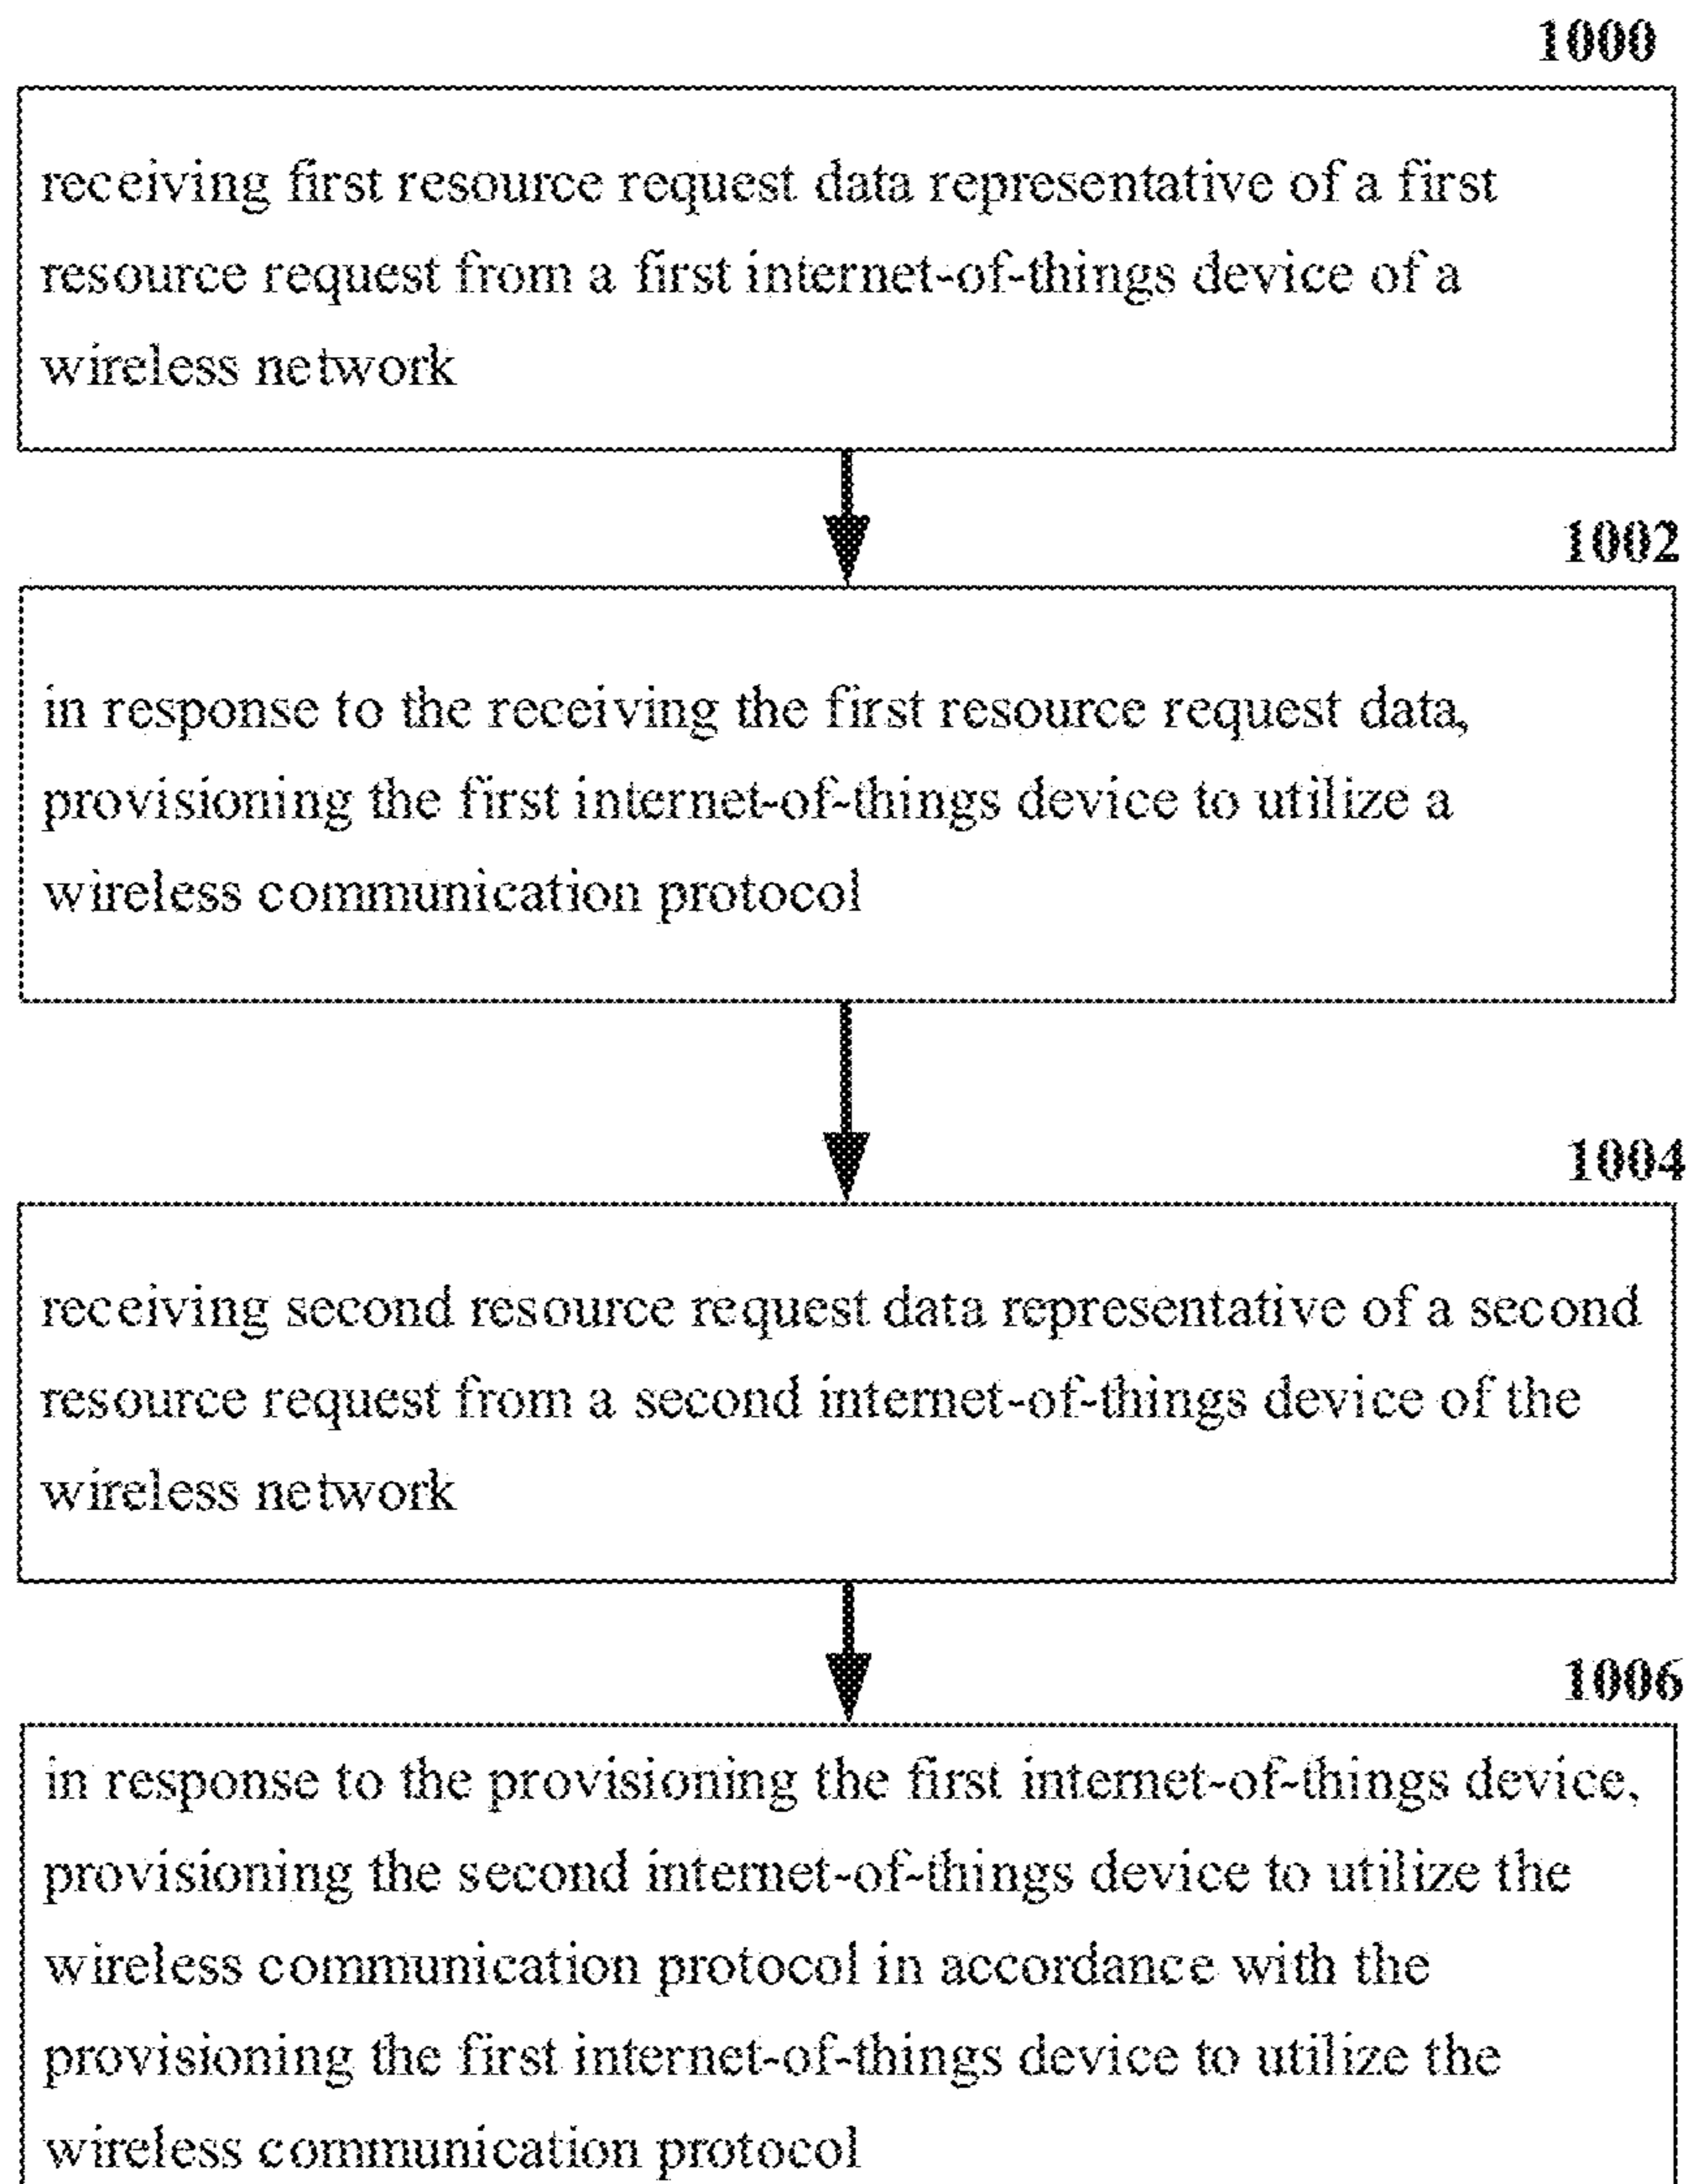 1000
receiving first resource request data representative of a first
resource request from a first internet-of-things device of a
wireless network
1002
in response to the receiving the first resource request data,
provisioning the first internet-of-things device to utilize a
wireless communication protocol
1004
receiving second resource request data representative of a second
resource request from a second internet-of-things device of the
wireless network
1006
in response to the provisioning the first internet-of-things device,
provisioning the second internet-of-things device to utilize the
wireless communication protocol in accordance with the
provisioning the first internet-of-things device to utilize the
wireless communication protocol